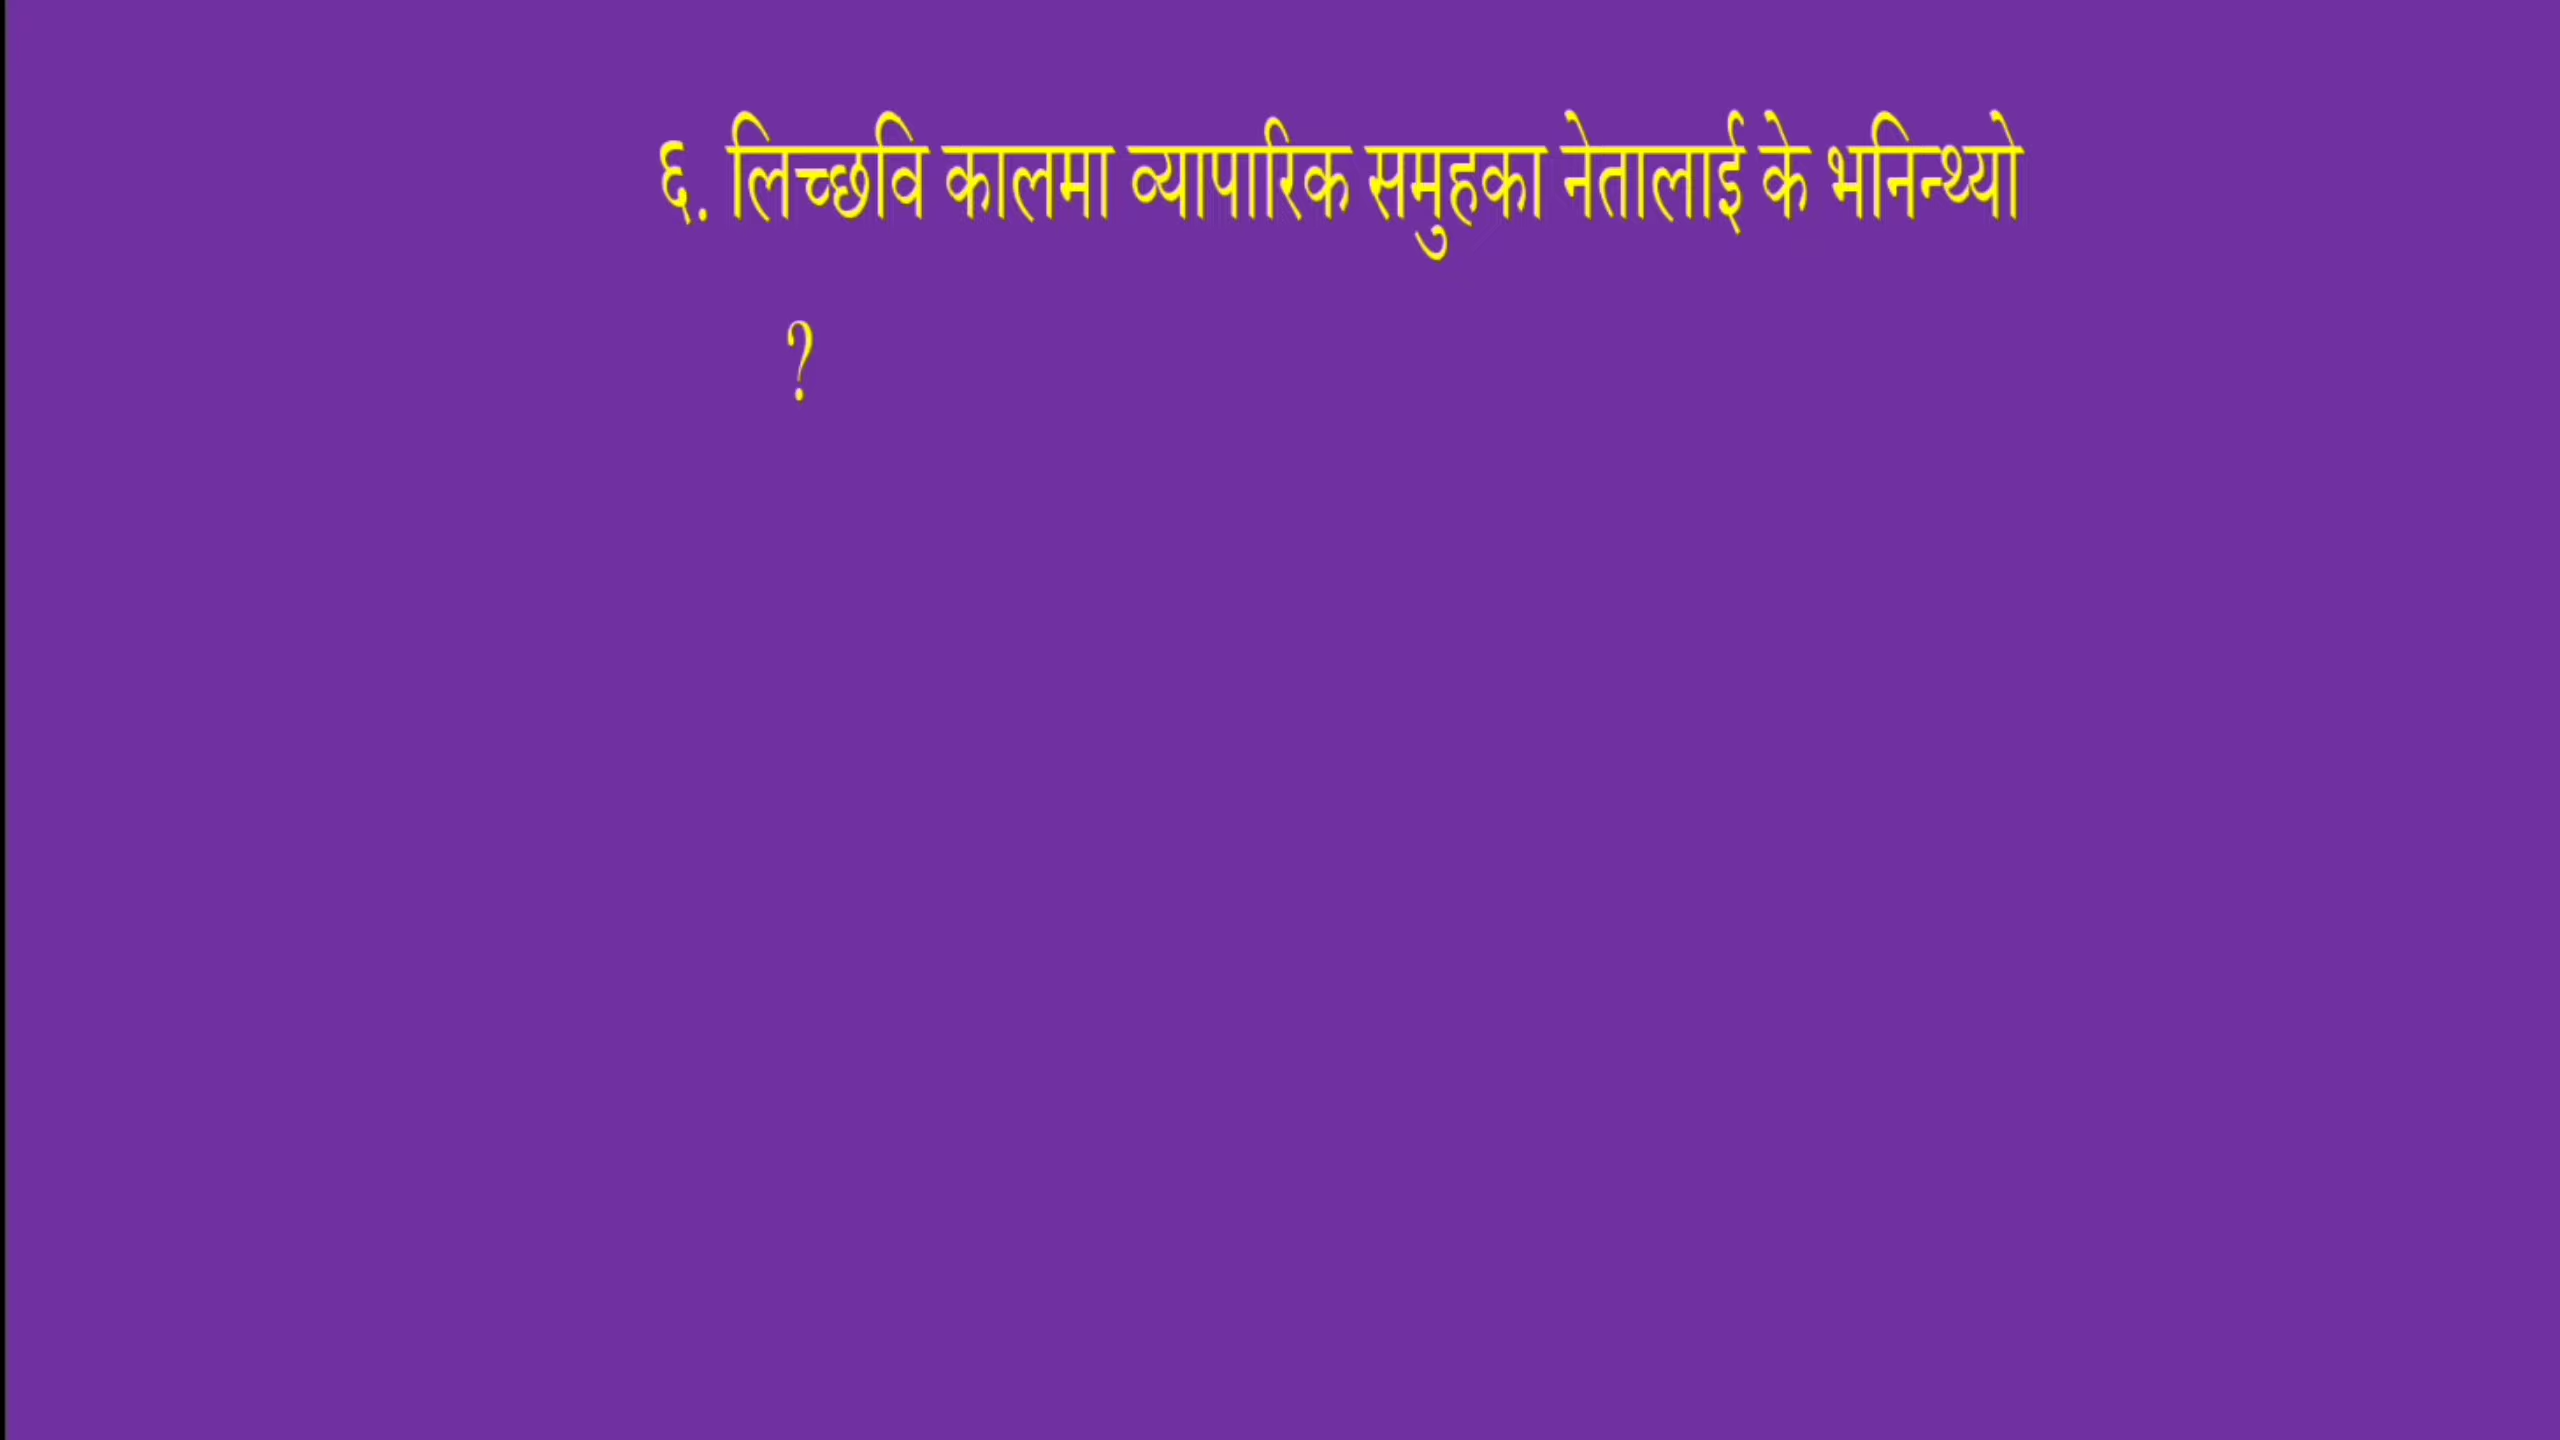 ६. लिच्छवि कालमा व्यापारिक समुहका नेतालाई के भनिन्थ्यो
?